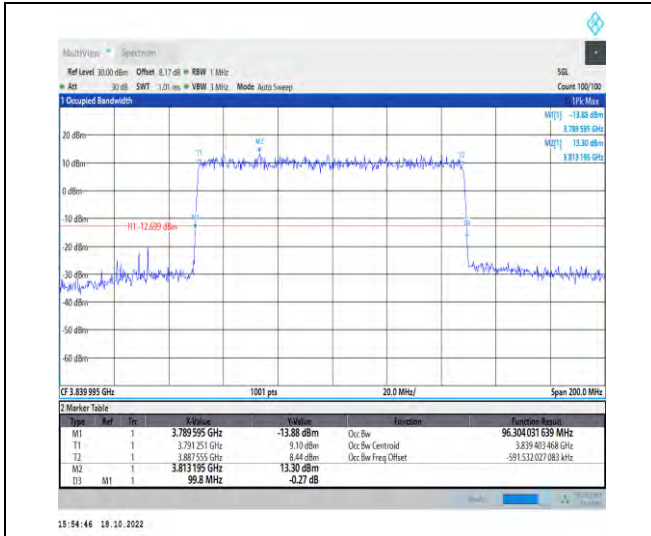 MultiView Spectrum
Ref Level 30.00 dBm Offset 8.17 dB RBW 1 MHz SGL
Att 30 dB SWT 1.01 ms VBW 3 MHz Mode Auto Sweep Count 100/100
1 Occupied Bandwidth 1Pk Max
M1[1] -13.88 dBm
3.789 595 GHz
M2[1] 13.30 dBm
3.813 195 GHz
20 dBm
M2
T1 T2
10 dBm
0 dBm
-10 dBm
M1
H1 -12.699 dBm
-30 dBm
-40 dBm
-50 dBm
-60 dBm
CF 3.839 995 GHz 1001 pts 20.0 MHz/ Span 200.0 MHz
2 Marker Table
Type Ref Trc X-Value Y-Value Function Function Result
M1 1 3.789 595 GHz -13.88 dBm Occ Bw 96.304 031 639 MHz
T1 1 3.791 251 GHz 9.10 dBm Occ Bw Centroid 3.839 403 468 GHz
T2 1 3.887 555 GHz 8.44 dBm Occ Bw Freq Offset -591.532 027 083 kHz
M2 1 3.813 195 GHz 13.30 dBm
D3 M1 1 99.8 MHz -0.27 dB
15:54:46 18.10.2022